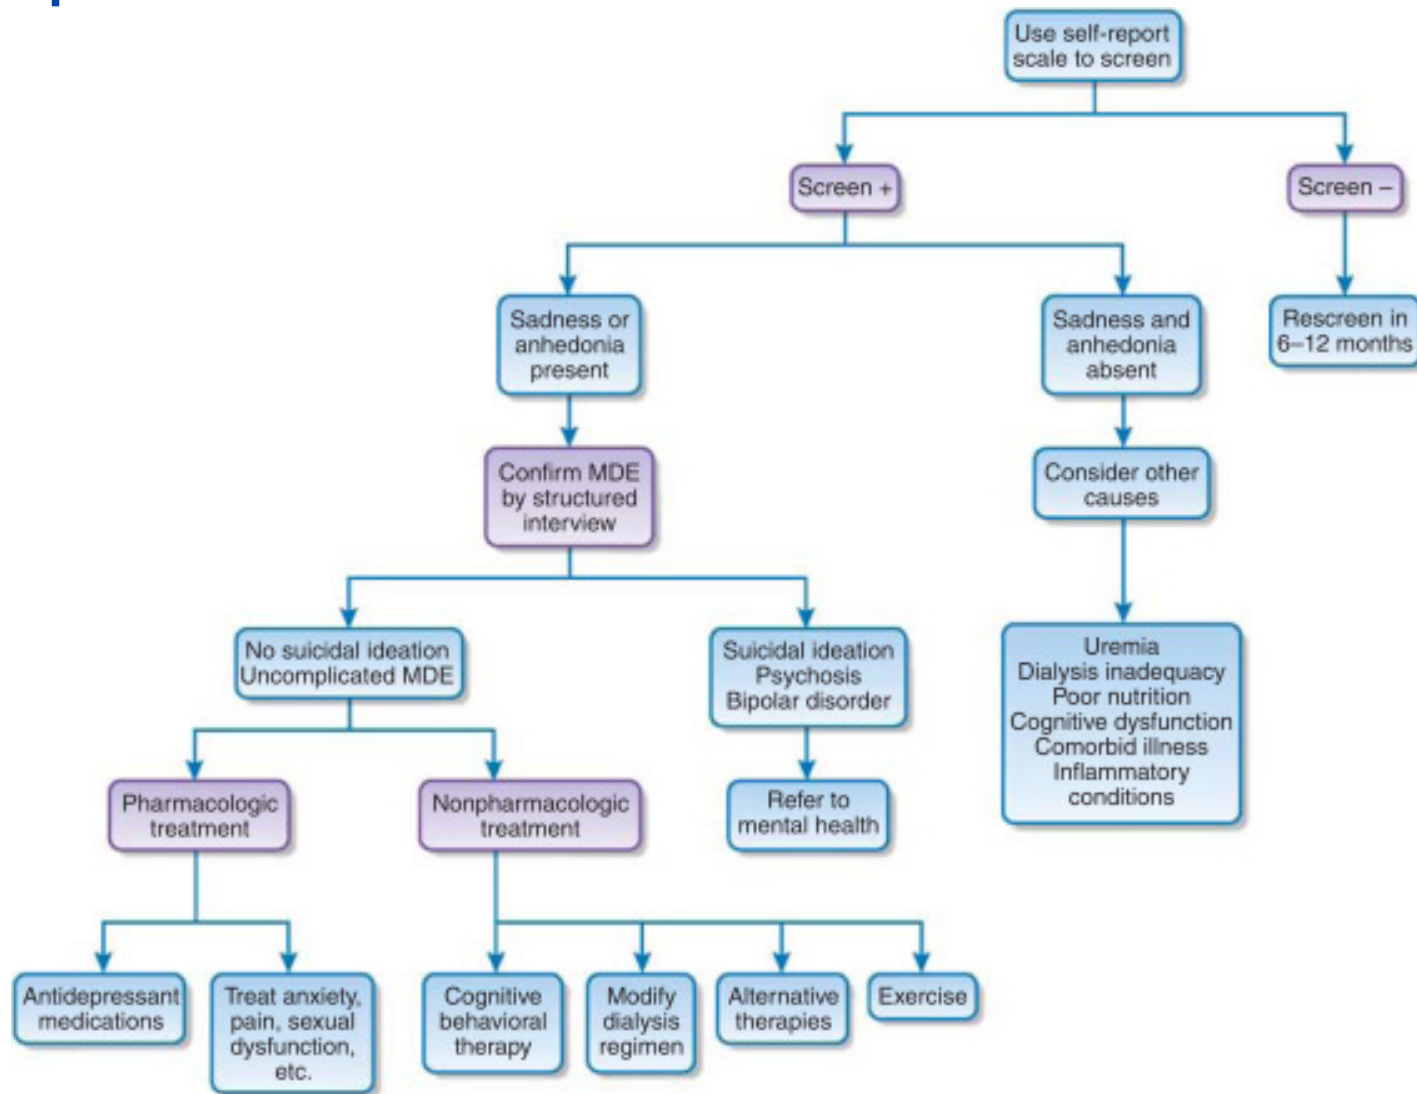 Use self-report
scale to screen
Screen +
Screen –
Sadness or
anhedonia
present
Sadness and
anhedonia
absent
Rescreen in
6–12 months
Confirm MDE
by structured
interview
Consider other
causes
No suicidal ideation
Uncomplicated MDE
Suicidal ideation
Psychosis
Bipolar disorder
Uremia
Dialysis inadequacy
Poor nutrition
Cognitive dysfunction
Comorbid illness
Inflammatory
conditions
Pharmacologic
treatment
Nonpharmacologic
treatment
Refer to
mental health
Antidepressant
medications
Treat anxiety,
pain, sexual
dysfunction,
etc.
Cognitive
behavioral
therapy
Modify
dialysis
regimen
Alternative
therapies
Exercise